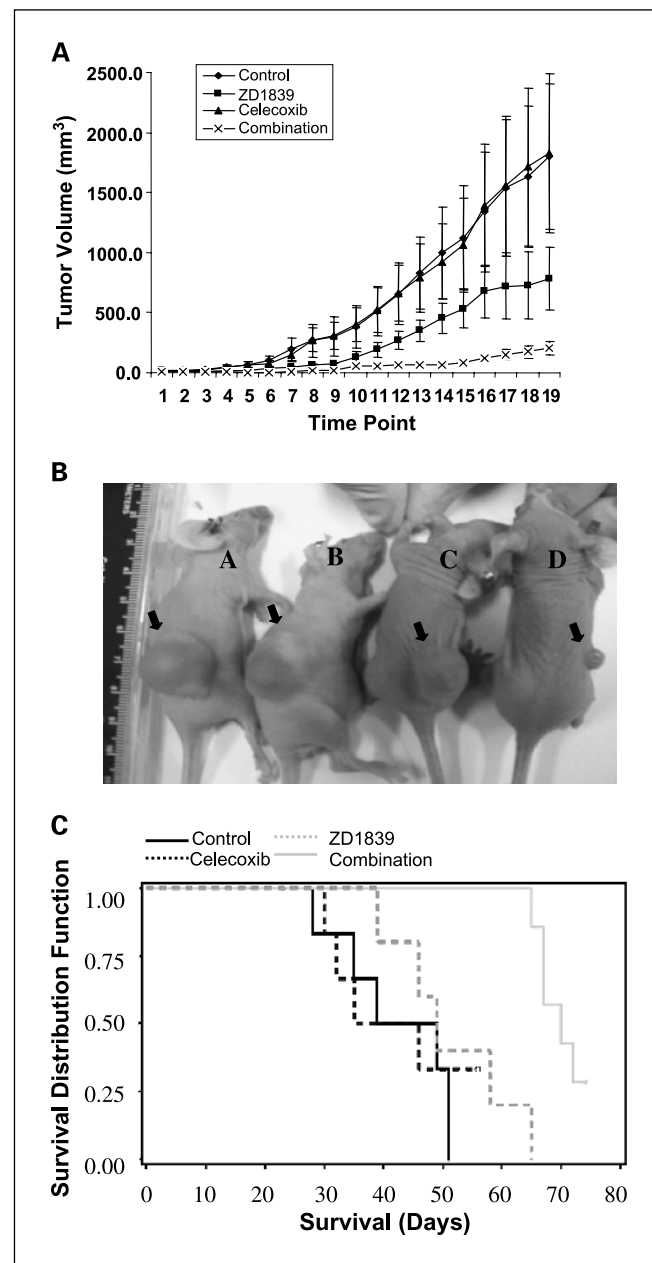 A
Tumor Volume (mm³)
2500.0
2000.0
1500.0
1000.0
500.0
0.0
Control
ZD1839
Celecoxib
Combination
1 2 3 4 5 6 7 8 9 10 11 12 13 14 15 16 17 18 19
Time Point
B
A B C D
C
Control ZD1839
Celecoxib Combination
Survival Distribution Function
1.00
0.75
0.50
0.25
0.00
0 10 20 30 40 50 60 70 80
Survival (Days)